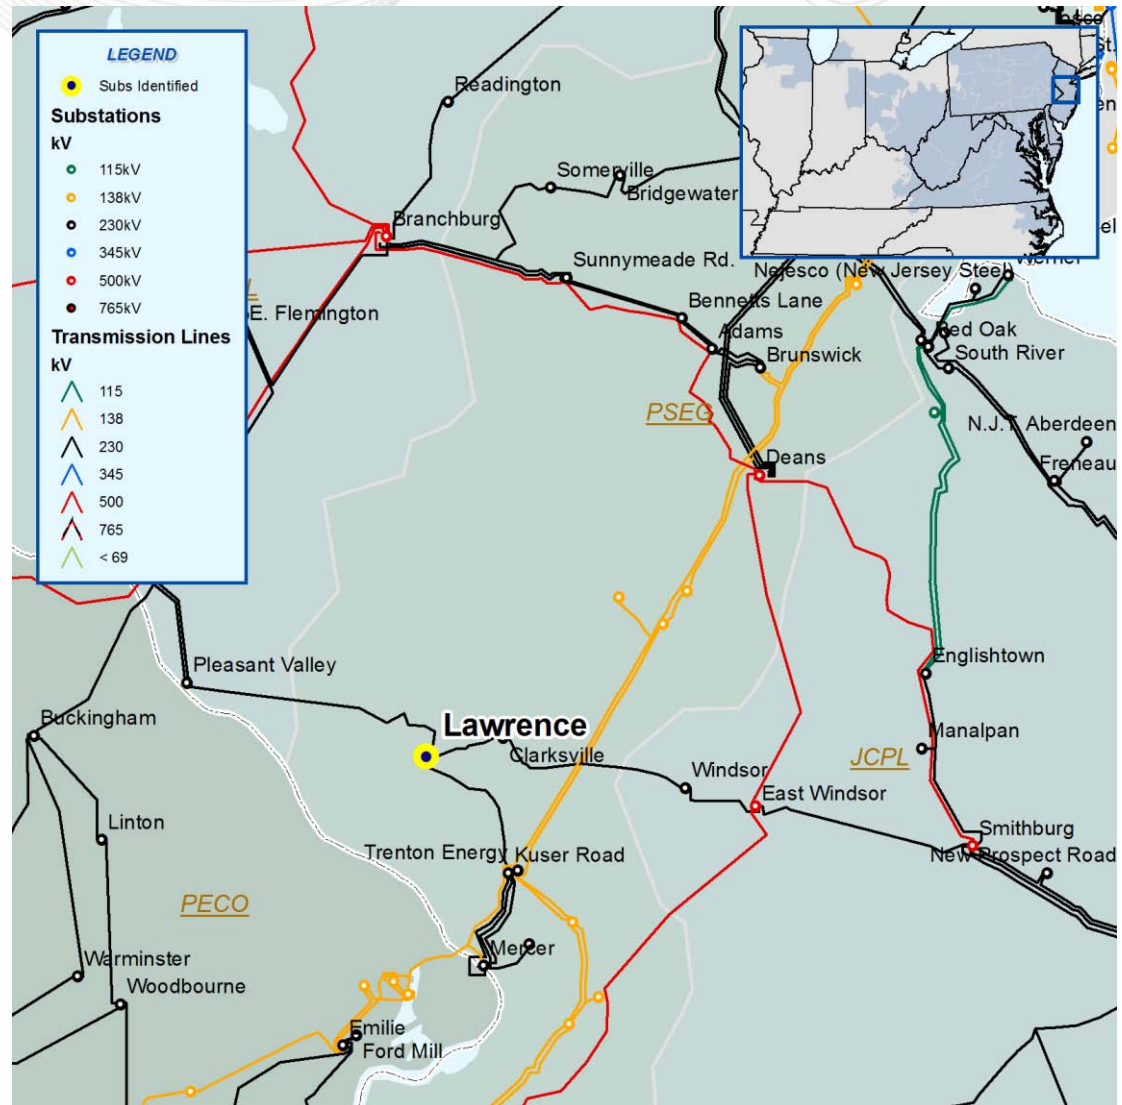 LEGEND
Subs Identified
Substations
kV
115kV
138kV
230kV
345kV
500kV
765kV
Transmission Lines
kV
115
138
230
345
500
765
< 69
Readington
Somerville
Bridgewater
Branchburg
Sunnymeade Rd.
Nejesco (New Jersey Steel)
E. Flemington
Bennetts Lane
Adams
Brunswick
Red Oak
South River
PSEG
N.J.T. Aberdeen
Deans
Freneau
Englishtown
Pleasant Valley
Buckingham
Lawrence
Clarksville
Manalpan
JCPL
Windsor
East Windsor
Linton
Smithburg
New Prospect Road
Trenton Energy
Kuser Road
PECO
Mercer
Warminster
Woodbourne
Emilie
Ford Mill